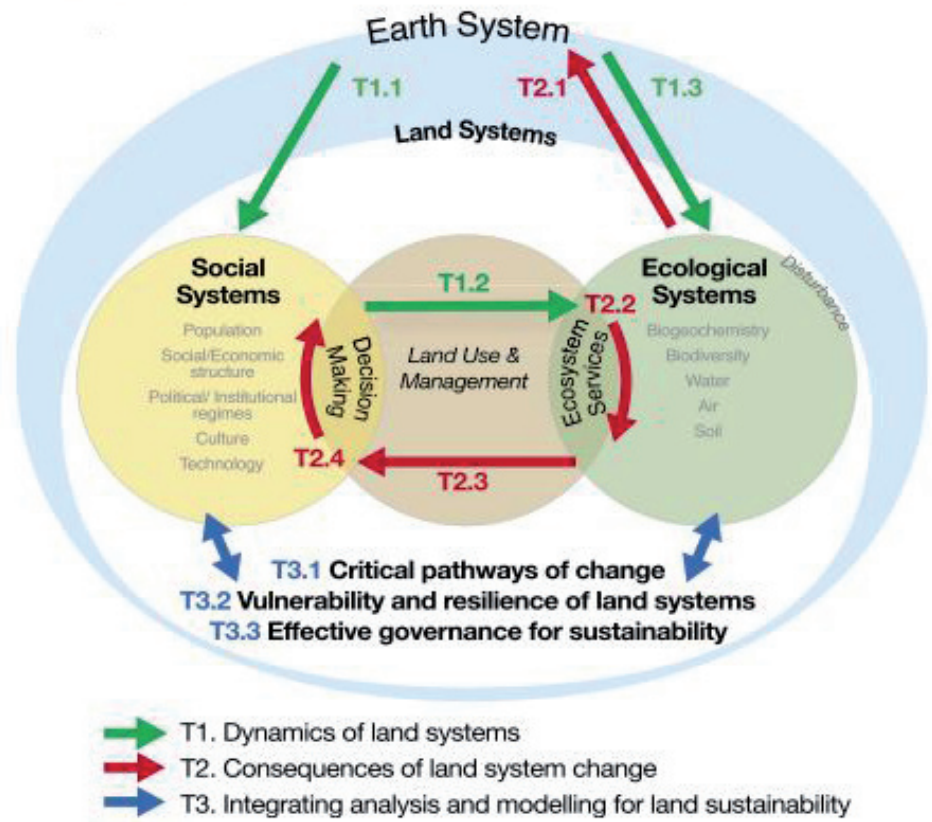 Earth System
T1.1
T2.1
T1.3
Land Systems
Social
Systems
Population
Social/Economic
structure
Political/ Institutional
regimes
Culture
Technology
Decision
Making
T1.2
Land Use &
Management
T2.3
T2.4
T2.2
Ecosystem
Services
Ecological
Systems
Biogeochemistry
Biodiversity
Water
Air
Soil
Disturbance
T3.1 Critical pathways of change
T3.2 Vulnerability and resilience of land systems
T3.3 Effective governance for sustainability
T1. Dynamics of land systems
T2. Consequences of land system change
T3. Integrating analysis and modelling for land sustainability